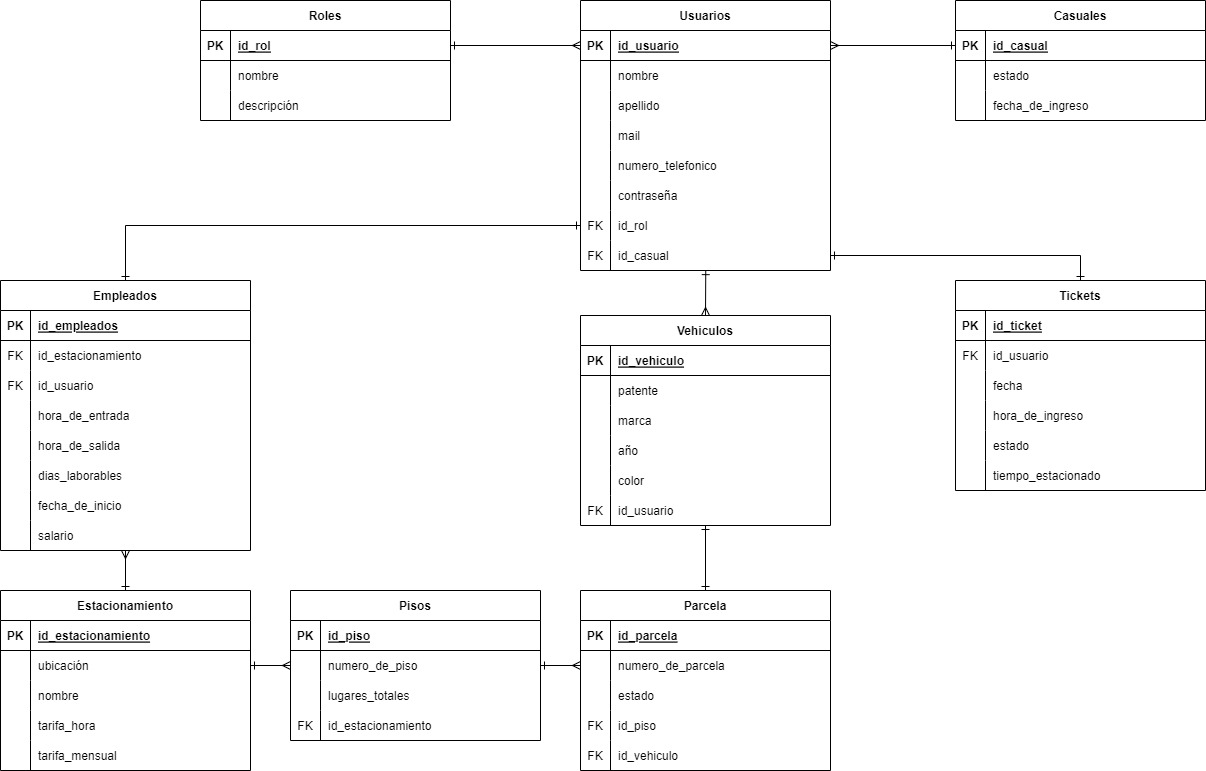 Roles
PK id_rol
nombre
descripción
Usuarios
PK id_usuario
nombre
apellido
mail
numero_telefonico
contraseña
FK id_rol
FK id_casual
Casuales
PK id_casual
estado
fecha_de_ingreso
Empleados
PK id_empleados
FK id_estacionamiento
FK id_usuario
hora_de_entrada
hora_de_salida
dias_laborables
fecha_de_inicio
salario
Vehiculos
PK id_vehiculo
patente
marca
año
color
FK id_usuario
Tickets
PK id_ticket
FK id_usuario
fecha
hora_de_ingreso
estado
tiempo_estacionado
Estacionamiento
PK id_estacionamiento
ubicación
nombre
tarifa_hora
tarifa_mensual
Pisos
PK id_piso
numero_de_piso
lugares_totales
FK id_estacionamiento
Parcela
PK id_parcela
numero_de_parcela
estado
FK id_piso
FK id_vehiculo